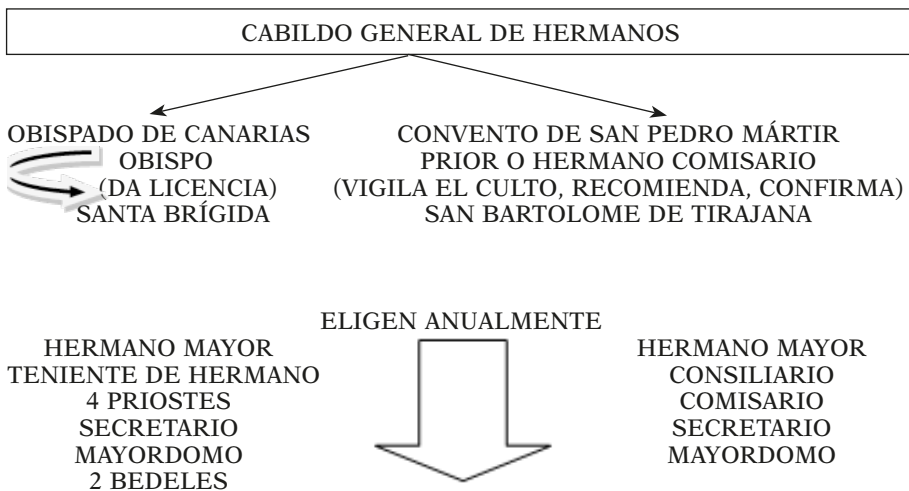 CABILDO GENERAL DE HERMANOS
OBISPADO DE CANARIAS
OBISPO
(DA LICENCIA)
SANTA BRÍGIDA
CONVENTO DE SAN PEDRO MÁRTIR
PRIOR O HERMANO COMISARIO
(VIGILA EL CULTO, RECOMIENDA, CONFIRMA)
SAN BARTOLOME DE TIRAJANA
ELIGEN ANUALMENTE
HERMANO MAYOR
TENIENTE DE HERMANO
4 PRIOSTES
SECRETARIO
MAYORDOMO
2 BEDELES
HERMANO MAYOR
CONSILIARIO
COMISARIO
SECRETARIO
MAYORDOMO